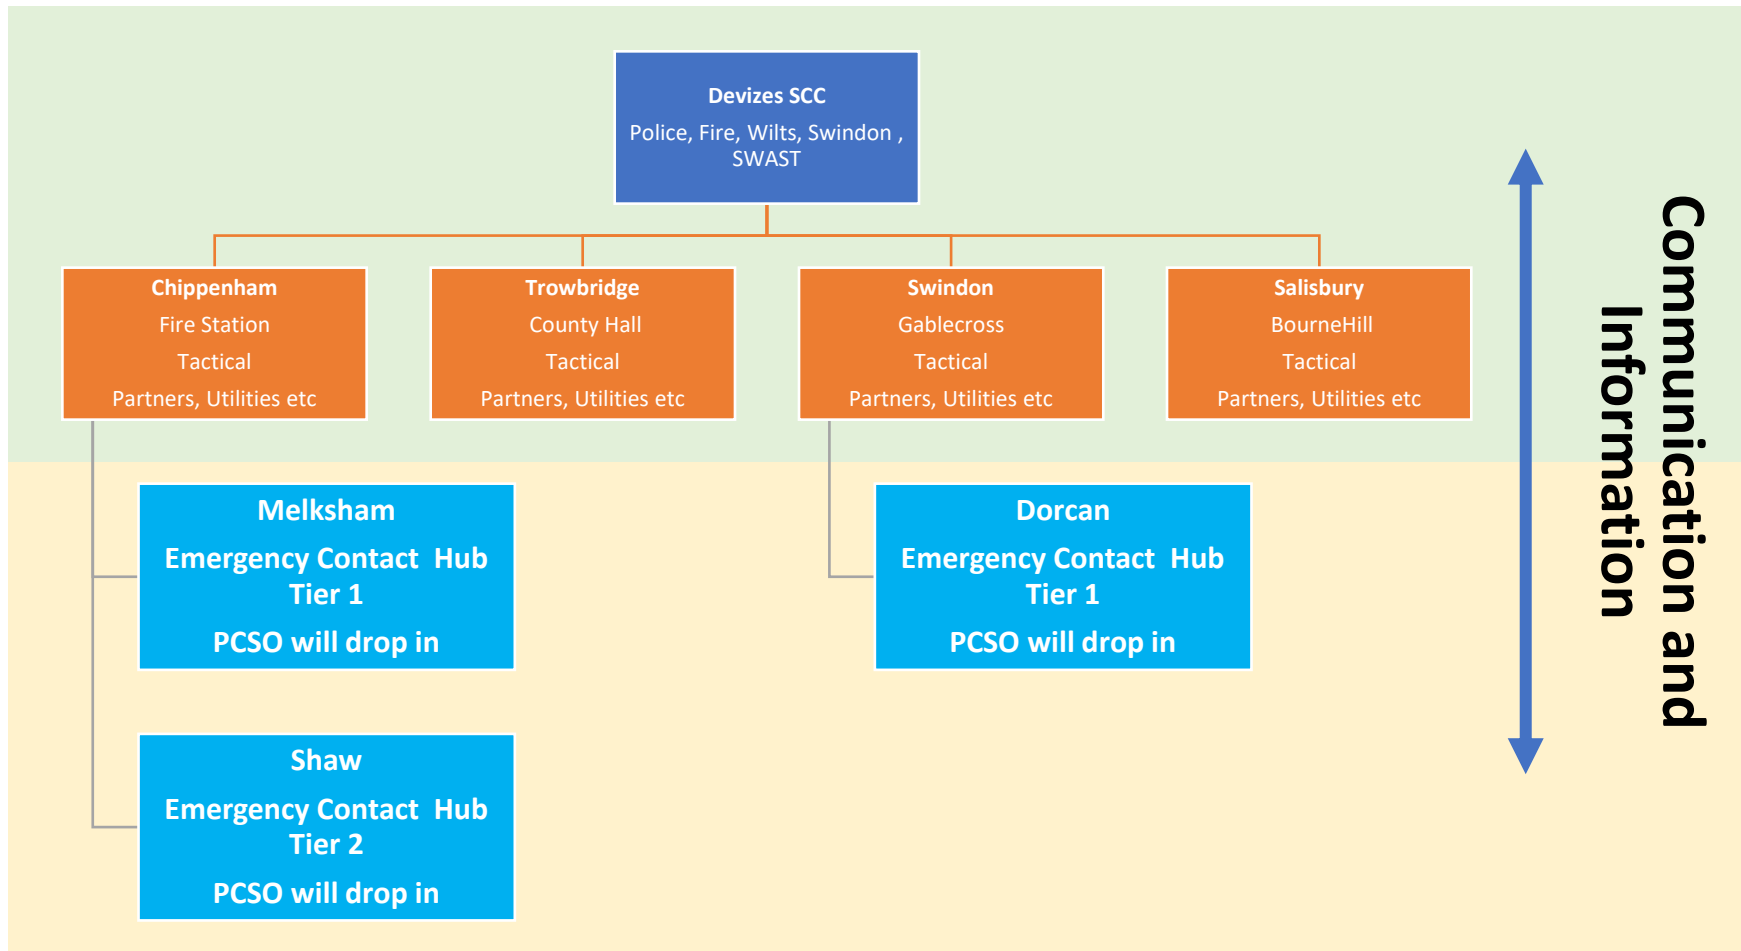 Devizes SCC
Police, Fire, Wilts, Swindon ,
SWAST
Chippenham
Fire Station
Tactical
Partners, Utilities etc
Trowbridge
County Hall
Tactical
Partners, Utilities etc
Swindon
Gablecross
Tactical
Partners, Utilities etc
Salisbury
BourneHill
Tactical
Partners, Utilities etc
Melksham
Emergency Contact  Hub
Tier 1
PCSO will drop in
Dorcan
Emergency Contact  Hub
Tier 1
PCSO will drop in
Shaw
Emergency Contact  Hub
Tier 2
PCSO will drop in
Communication and
Information